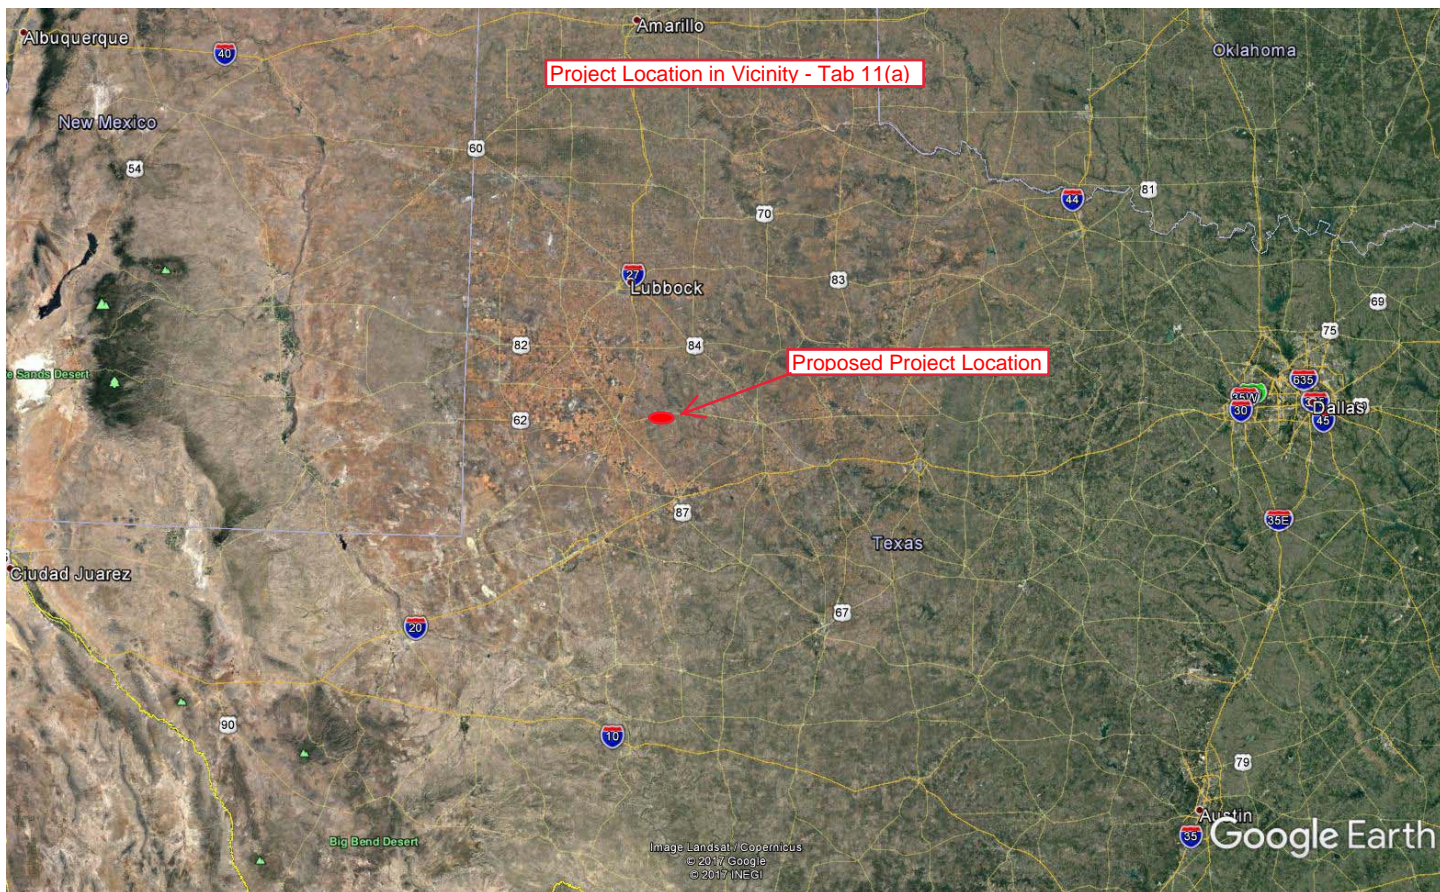 Albuquerque
40
Amarillo
Oklahoma
Project Location in Vicinity - Tab 11(a)
New Mexico
60
54
44
81
70
27
Lubbock
83
69
75
82
84
Proposed Project Location
Sands Desert
635
35W
30
Dallas
45
62
87
35E
Texas
Ciudad Juarez
67
20
90
10
79
Austin
35
Google Earth
Big Bend Desert
Image Landsat / Copernicus
© 2017 Google
© 2017 INEGI